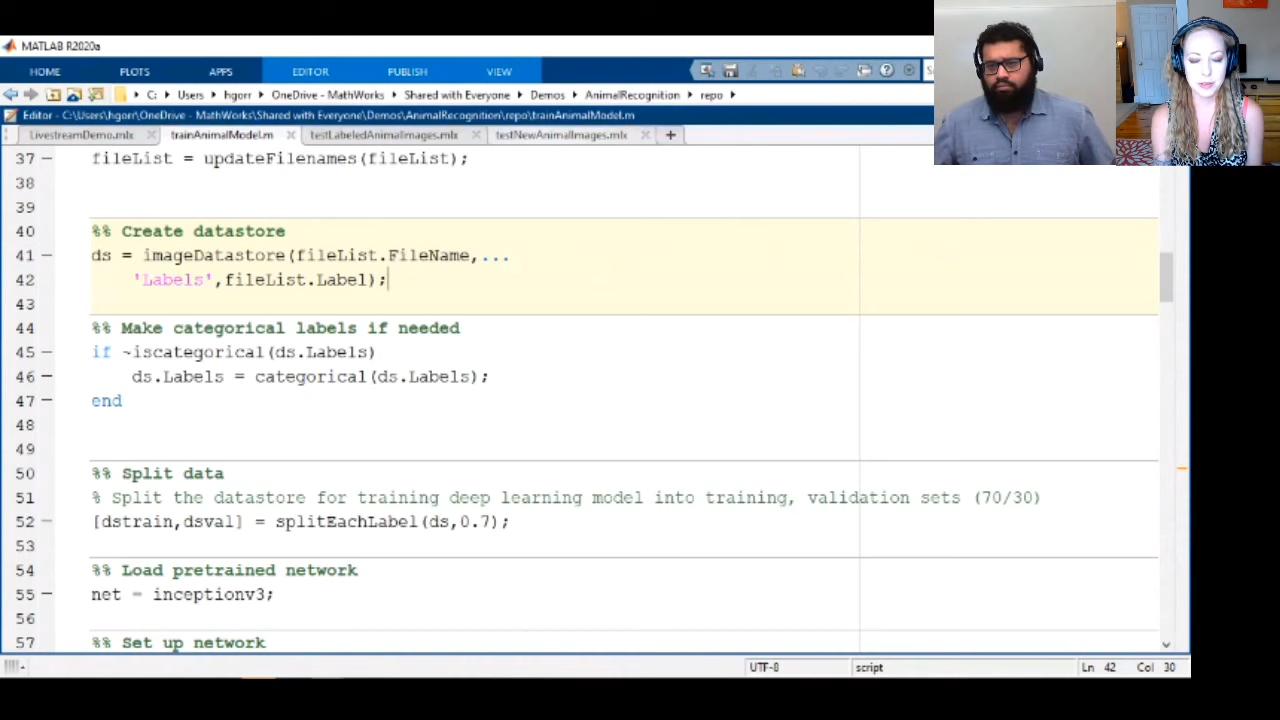 MATLAB R2020a
HOME PLOTS APPS EDITOR PUBLISH VIEW
C: Users hgorr OneDrive - MathWorks Shared with Everyone Demos AnimalRecognition repo
Editor - C:\Users\hgorr\OneDrive - MathWorks\Shared with Everyone\Demos\AnimalRecognition\repo\trainAnimalModel.m
LivestreamDemo.mlx trainAnimalModel.m testLabeledAnimalImages.mlx testNewAnimalImages.mlx
37 fileList = updateFilenames(fileList);
38
39
40 %% Create datastore
41 ds = imageDatastore(fileList.FileName,...
42 'Labels',fileList.Label);
43
44 %% Make categorical labels if needed
45 if ~iscategorical(ds.Labels)
46 ds.Labels = categorical(ds.Labels);
47 end
48
49
50 %% Split data
51 % Split the datastore for training deep learning model into training, validation sets (70/30)
52 [dstrain,dsval] = splitEachLabel(ds,0.7);
53
54 %% Load pretrained network
55 net = inceptionv3;
56
57 %% Set up network
UTF-8 script Ln 42 Col 30